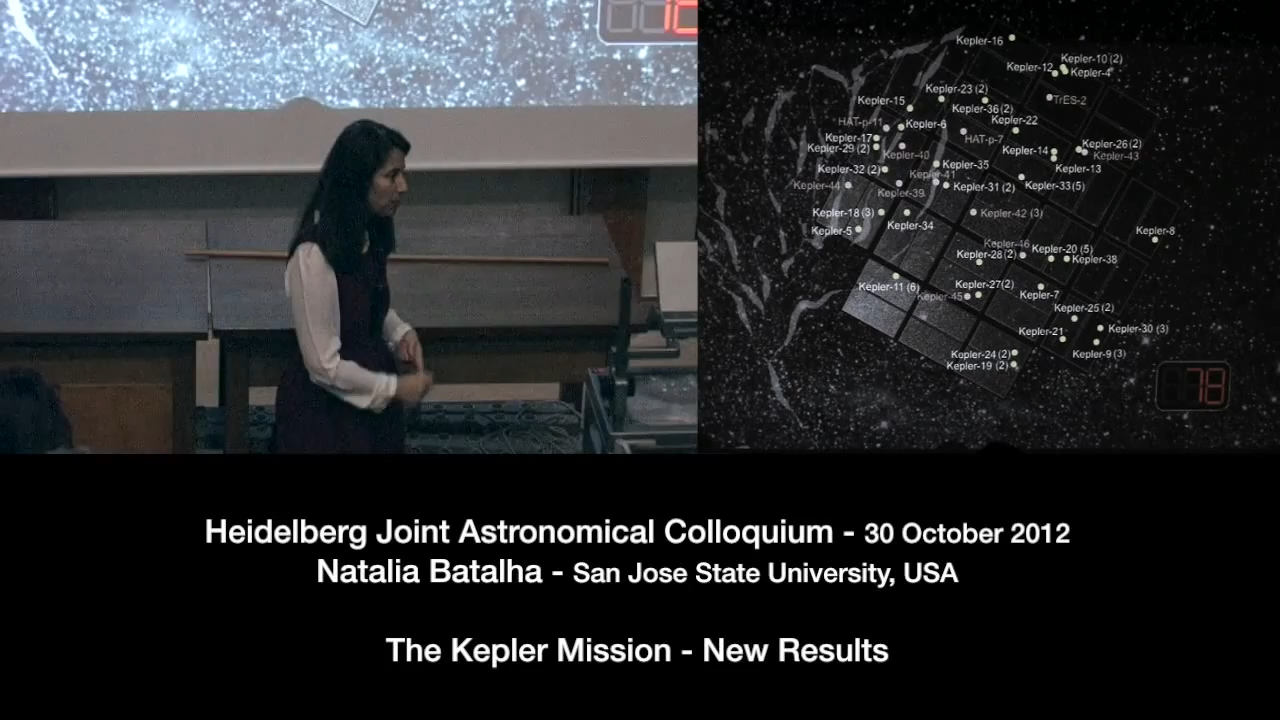 Kepler-16
Kepler-10 (2)
Kepler-12
Kepler-4
Kepler-23 (2)
TrES-2
Kepler-15
Kepler-36 (2)
HAT-p-11
Kepler-6
Kepler-22
Kepler-17
HAT-p-7
Kepler-29 (2)
Kepler-26 (2)
Kepler-40
Kepler-14
Kepler-43
Kepler-32 (2)
Kepler-35
Kepler-13
Kepler-41
Kepler-44
Kepler-31 (2)
Kepler-33(5)
Kepler-39
Kepler-18 (3)
Kepler-42 (3)
Kepler-5
Kepler-34
Kepler-8
Kepler-46
Kepler-28 (2)
Kepler-20 (5)
Kepler-38
Kepler-11 (6)
Kepler-27(2)
Kepler-45
Kepler-7
Kepler-25 (2)
Kepler-21
Kepler-30 (3)
Kepler-24 (2)
Kepler-9 (3)
Kepler-19 (2)
78
Heidelberg Joint Astronomical Colloquium - 30 October 2012
Natalia Batalha - San Jose State University, USA
The Kepler Mission - New Results